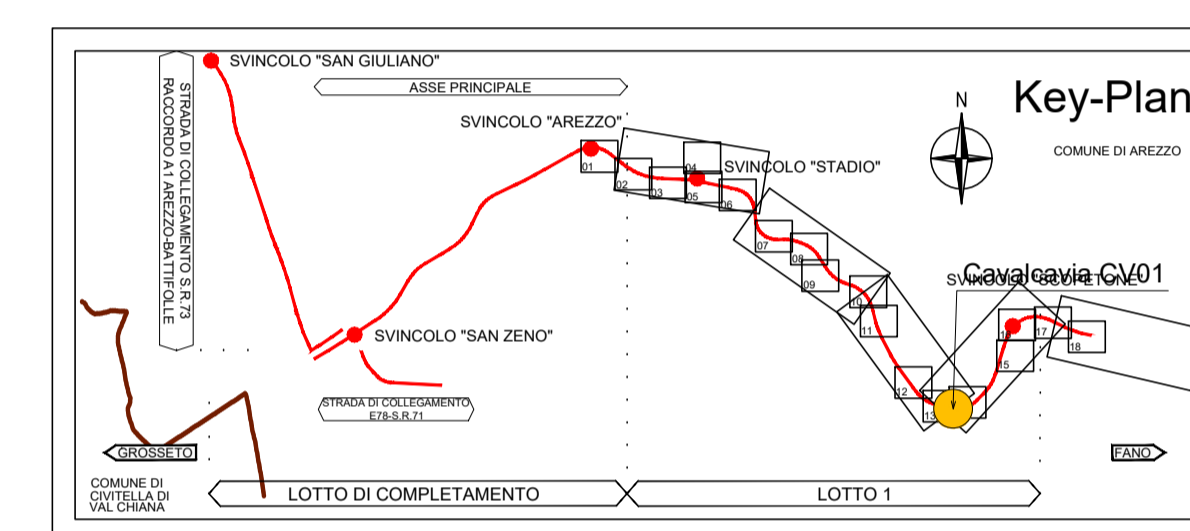 SVINCOLO "SAN GIULIANO"
STRADA DI COLLEGAMENTO S.R.73
RACCORDO A1 AREZZO-BATTIFOLLE
ASSE PRINCIPALE
SVINCOLO "AREZZO"
N
Key-Plan
COMUNE DI AREZZO
01
02
03
04
05
06
SVINCOLO "STADIO"
07
08
09
10
11
12
13
Cavalcavia CV01
SVINCOLO "SCOPETONE"
15
17
18
SVINCOLO "SAN ZENO"
STRADA DI COLLEGAMENTO
E78-S.R.71
GROSSETO
FANO
COMUNE DI
CIVITELLA DI
VAL CHIANA
LOTTO DI COMPLETAMENTO
LOTTO 1